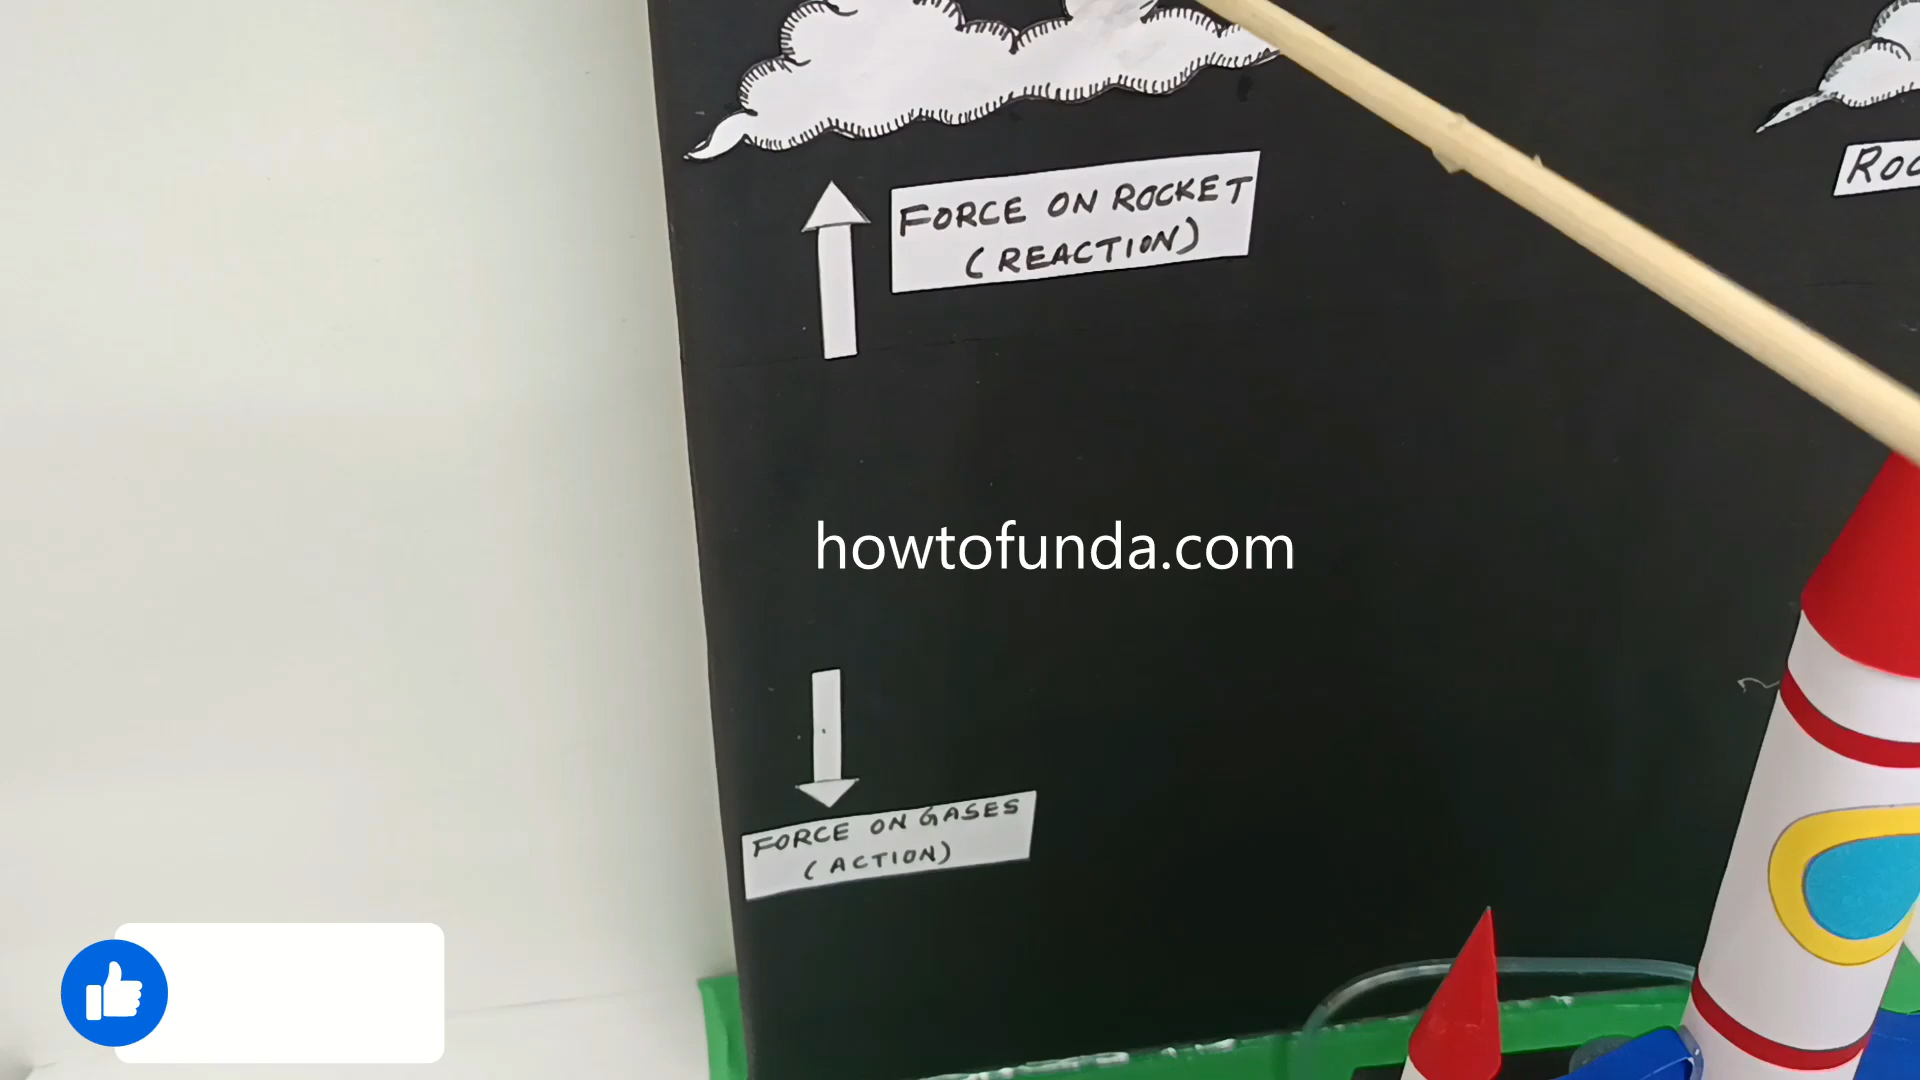 FORCE ON ROCKET
(REACTION)
howtofunda.com
FORCE ON GASES
(ACTION)